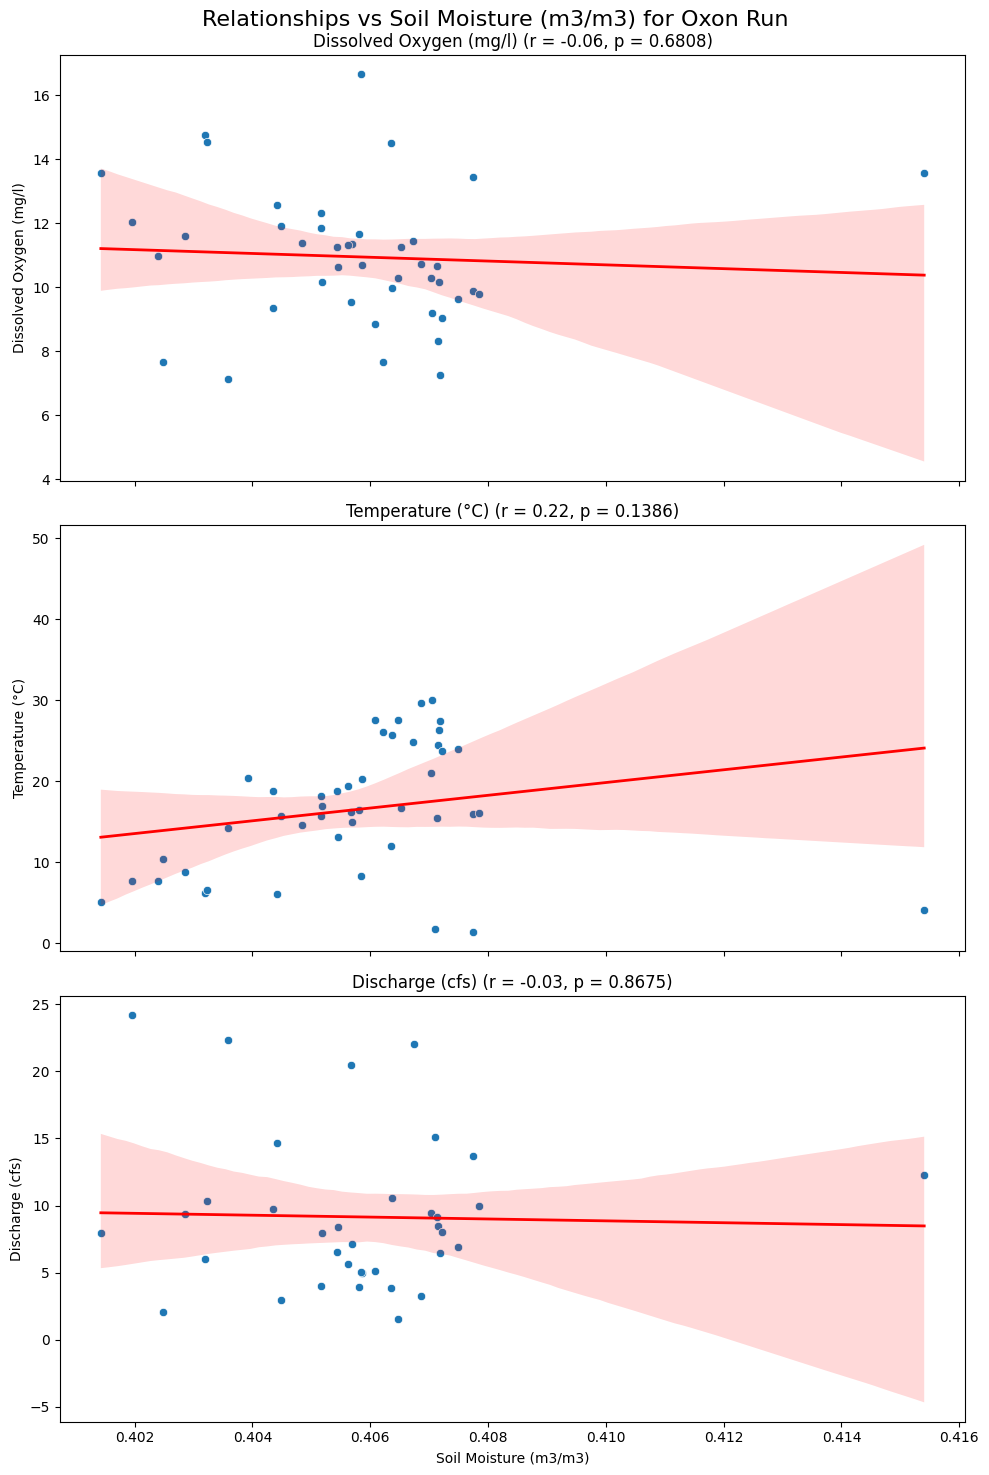 Relationships vs Soil Moisture (m3/m3) for Oxon Run
Dissolved Oxygen (mg/l) (r = -0.06, p = 0.6808)
16
14
12
10
8
6
4
Dissolved Oxygen (mg/l)
Temperature (°C) (r = 0.22, p = 0.1386)
50
40
30
20
10
0
Temperature (°C)
Discharge (cfs) (r = -0.03, p = 0.8675)
25
20
15
10
5
0
−5
Discharge (cfs)
0.402 0.404 0.406 0.408 0.410 0.412 0.414 0.416
Soil Moisture (m3/m3)